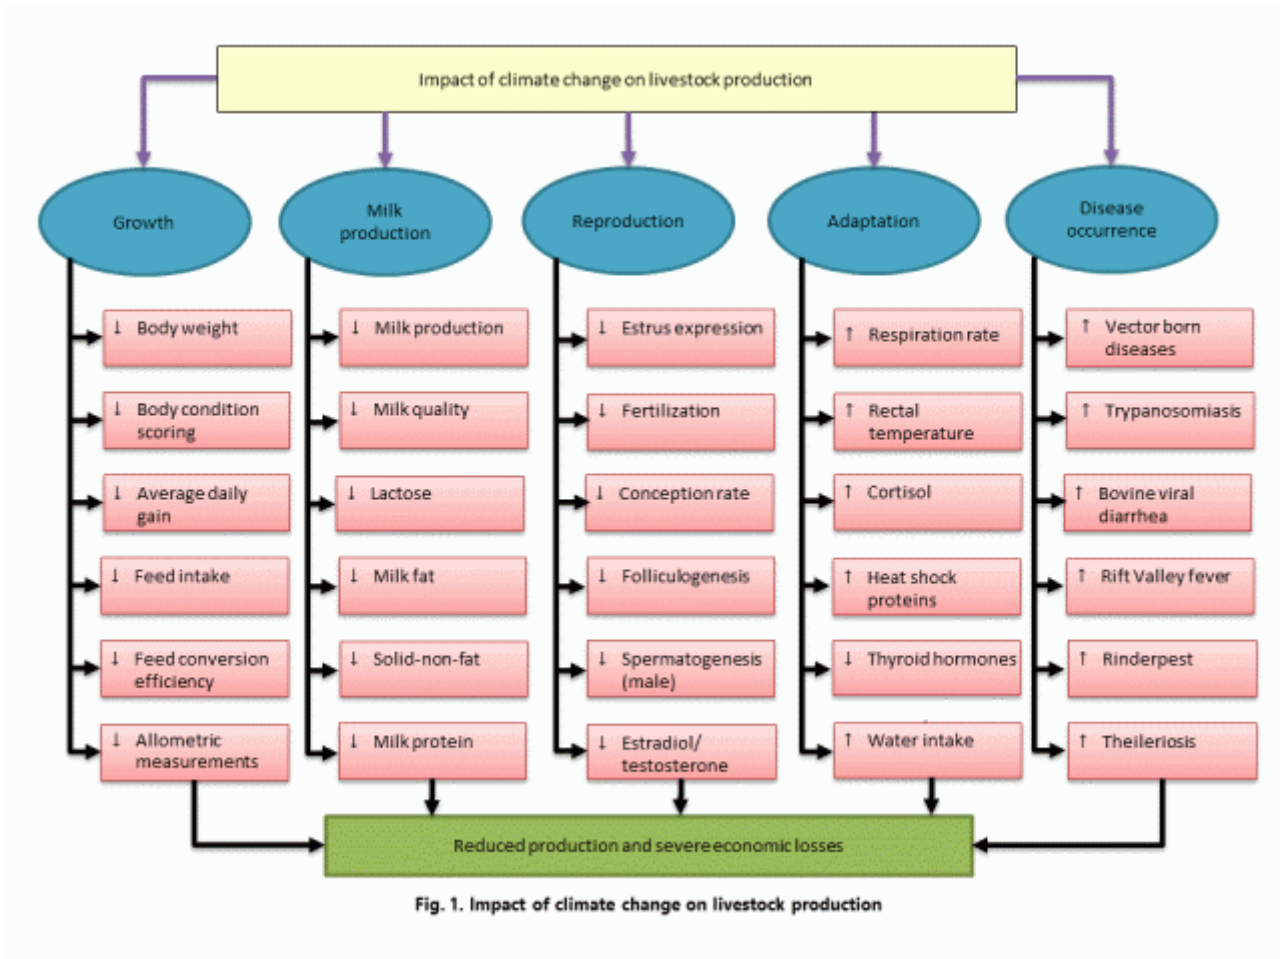 Impact of climate change on livestock production
Growth
Milk
production
Reproduction
Adaptation
Disease
occurrence
↓ Body weight
↓ Body condition
scoring
↓ Average daily
gain
↓ Feed intake
↓ Feed conversion
efficiency
↓ Allometric
measurements
↓ Milk production
↓ Milk quality
↓ Lactose
↓ Milk fat
↓ Solid-non-fat
↓ Milk protein
↓ Estrus expression
↓ Fertilization
↓ Conception rate
↓ Folliculogenesis
↓ Spermatogenesis
(male)
↓ Estradiol/
testosterone
↑ Respiration rate
↑ Rectal
temperature
↑ Cortisol
↑ Heat shock
proteins
↓ Thyroid hormones
↑ Water intake
↑ Vector born
diseases
↑ Trypanosomiasis
↑ Bovine viral
diarrhea
↑ Rift Valley fever
↑ Rinderpest
↑ Theileriosis
Reduced production and severe economic losses
Fig. 1. Impact of climate change on livestock production